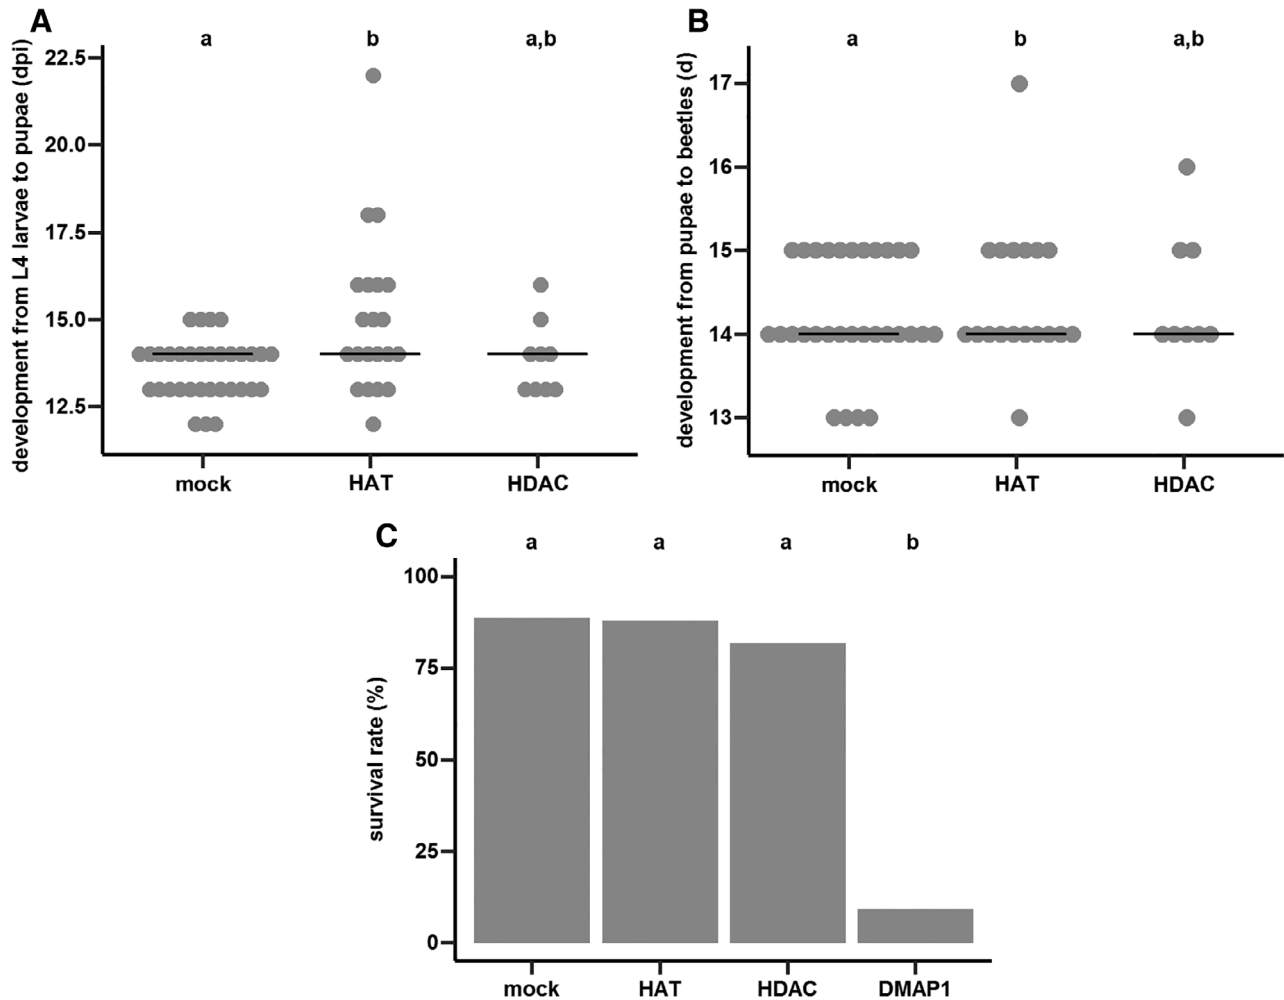 A
a b a,b
development from L4 larvae to pupae (dpi)
22.5
20.0
17.5
15.0
12.5
mock HAT HDAC
B
a b a,b
development from pupae to beetles (d)
17
16
15
14
13
mock HAT HDAC
C
a a a b
survival rate (%)
100
75
50
25
0
mock HAT HDAC DMAP1